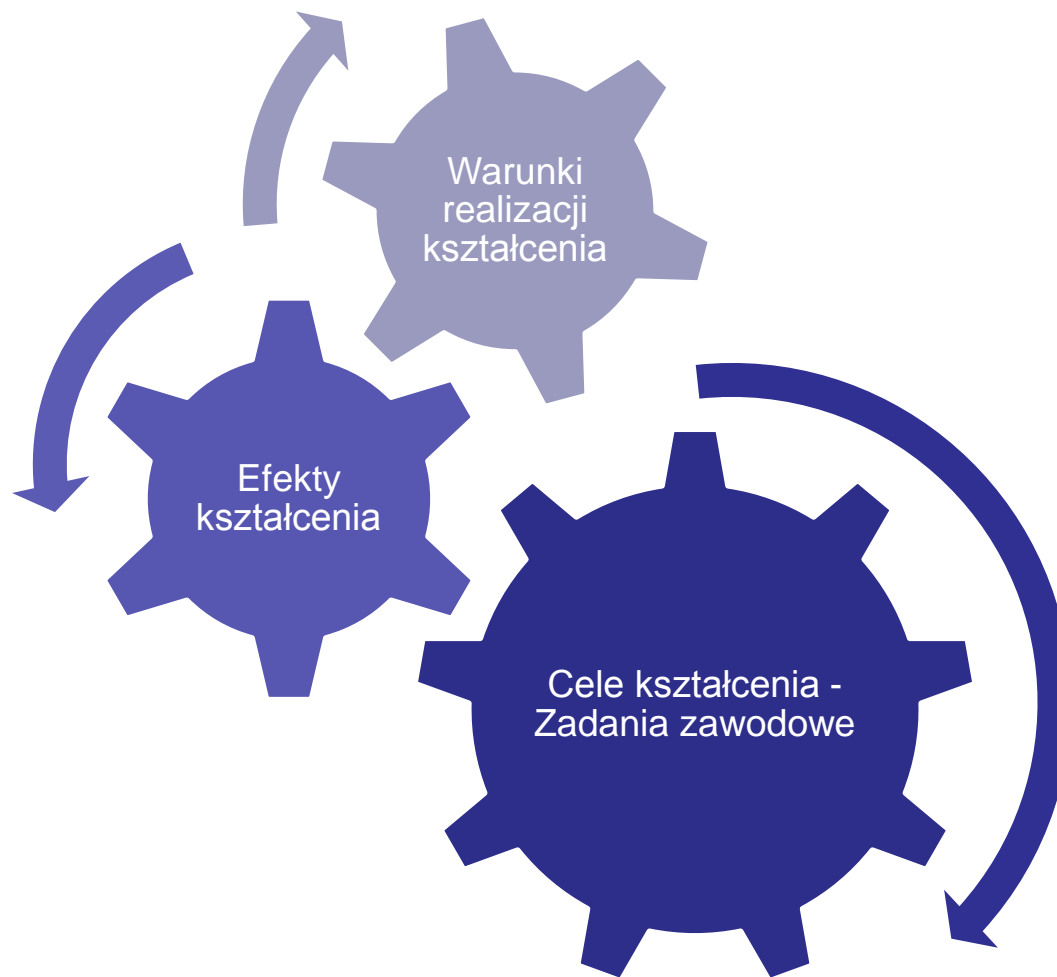 Warunki
realizacji
kształcenia
Efekty
kształcenia
Cele kształcenia -
Zadania zawodowe